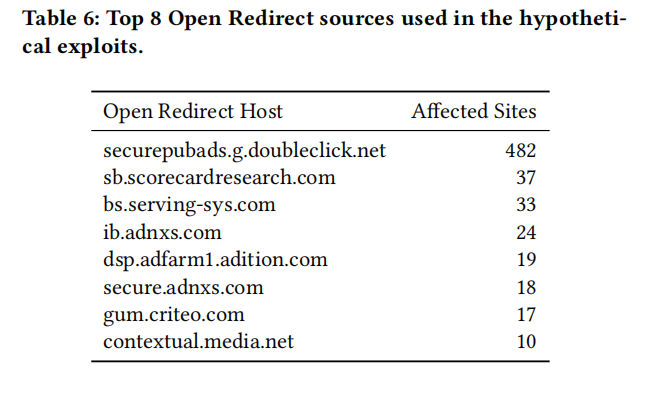 Table 6: Top 8 Open Redirect sources used in the hypotheti-
cal exploits.
Open Redirect Host Affected Sites
securepubads.g.doubleclick.net 482
sb.scorecardresearch.com 37
bs.serving-sys.com 33
ib.adnxs.com 24
dsp.adfarm1.adition.com 19
secure.adnxs.com 18
gum.criteo.com 17
contextual.media.net 10